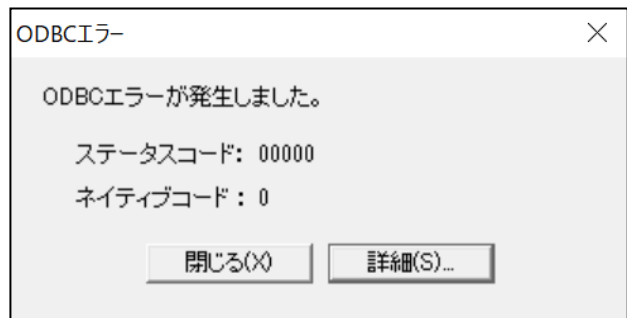 ODBCエラー
ODBCエラーが発生しました。
ステータスコード: 00000
ネイティブコード : 0
閉じる(X) 詳細(S)...